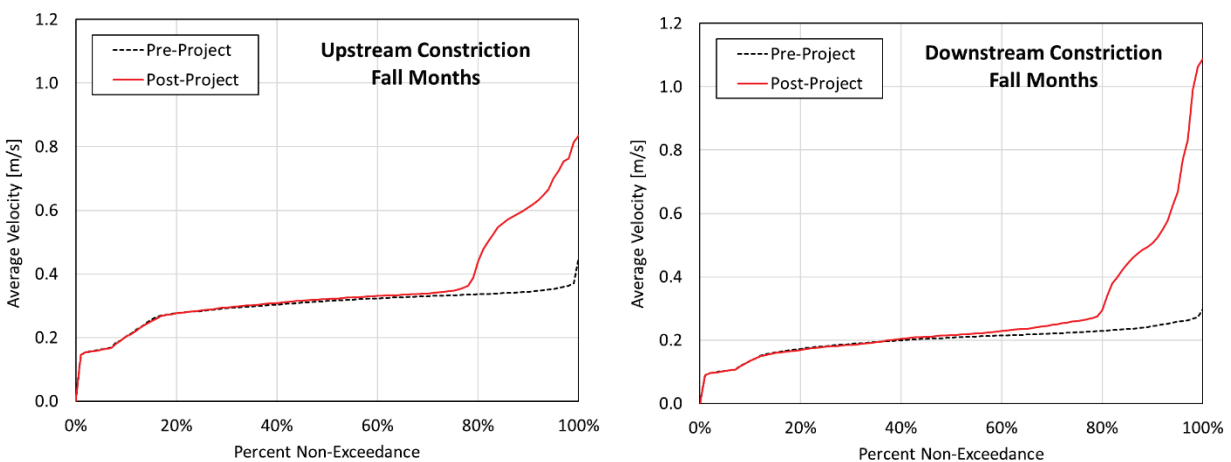 Upstream Constriction
Fall Months
Pre-Project
Post-Project
Average Velocity [m/s]
1.2
1.0
0.8
0.6
0.4
0.2
0.0
0%
20%
40%
60%
80%
100%
Percent Non-Exceedance
Downstream Constriction
Fall Months
Pre-Project
Post-Project
Average Velocity [m/s]
1.2
1.0
0.8
0.6
0.4
0.2
0.0
0%
20%
40%
60%
80%
100%
Percent Non-Exceedance